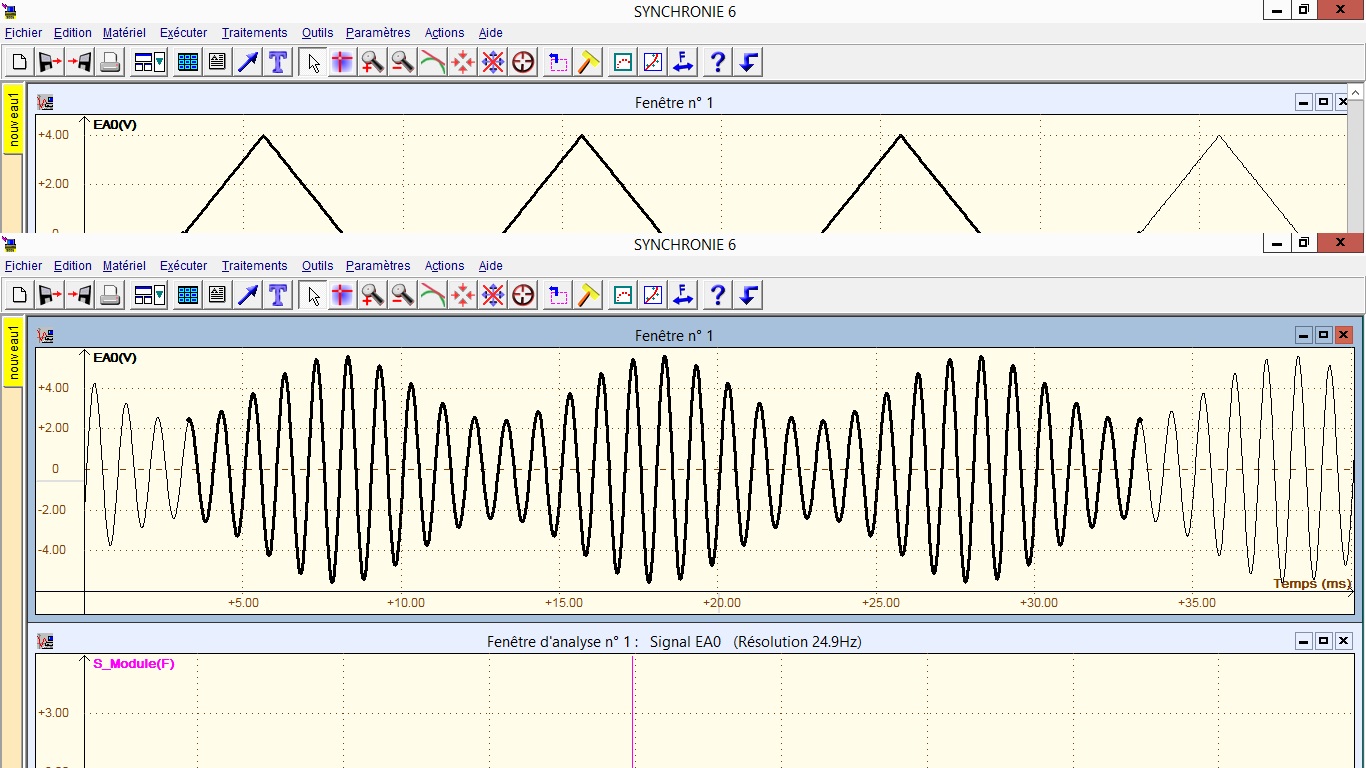 SYNCHRONIE 6
Fichier Edition Matériel Exécuter Traitements Outils Paramètres Actions Aide
nouveau1
Fenêtre n° 1
EA0(V)
+4.00
+2.00
SYNCHRONIE 6
Fichier Edition Matériel Exécuter Traitements Outils Paramètres Actions Aide
nouveau1
Fenêtre n° 1
EA0(V)
+4.00
+2.00
0
-2.00
-4.00
Temps (ms)
+5.00 +10.00 +15.00 +20.00 +25.00 +30.00 +35.00
Fenêtre d'analyse n° 1 : Signal EA0 (Résolution 24.9Hz)
S_Module(F)
+3.00